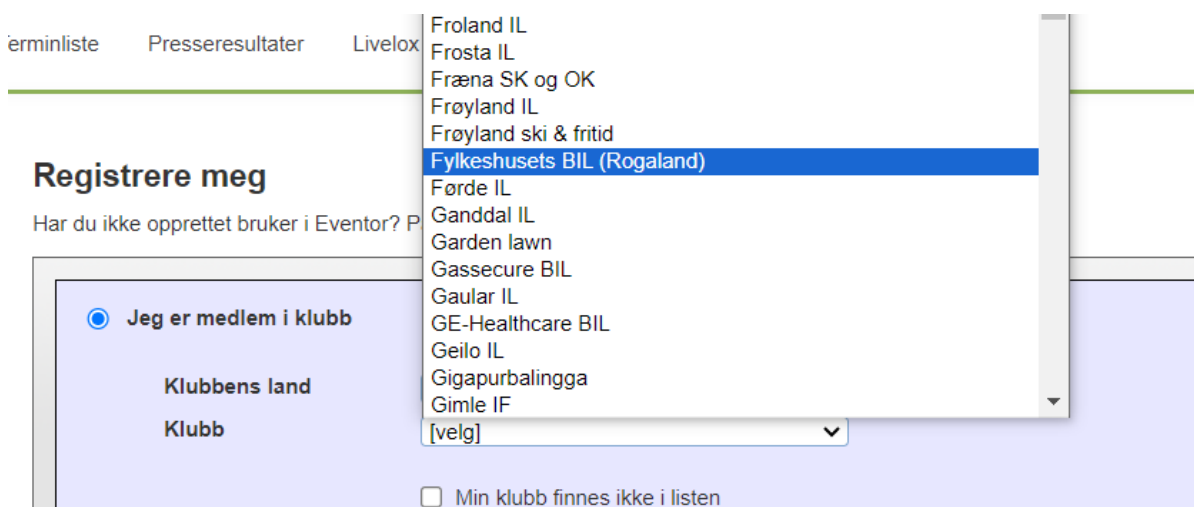 Terminliste Presseresultater Livelox
Registrere meg
Har du ikke opprettet bruker i Eventor?
Jeg er medlem i klubb
Klubbens land
Klubb
Froland IL
Frosta IL
Fræna SK og OK
Frøyland IL
Frøyland ski & fritid
Fylkeshusets BIL (Rogaland)
Førde IL
Ganddal IL
Garden lawn
Gassecure BIL
Gaular IL
GE-Healthcare BIL
Geilo IL
Gigapurbalingga
Gimle IF
[velg]
Min klubb finnes ikke i listen